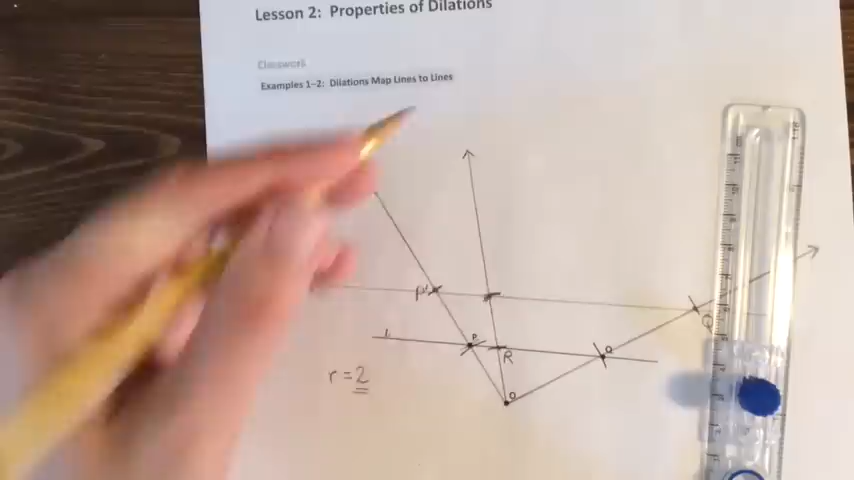 Lesson 2: Properties of Dilations
Classwork
Examples 1–2: Dilations Map Lines to Lines
P'
L
P
R
Q
O
r = 2